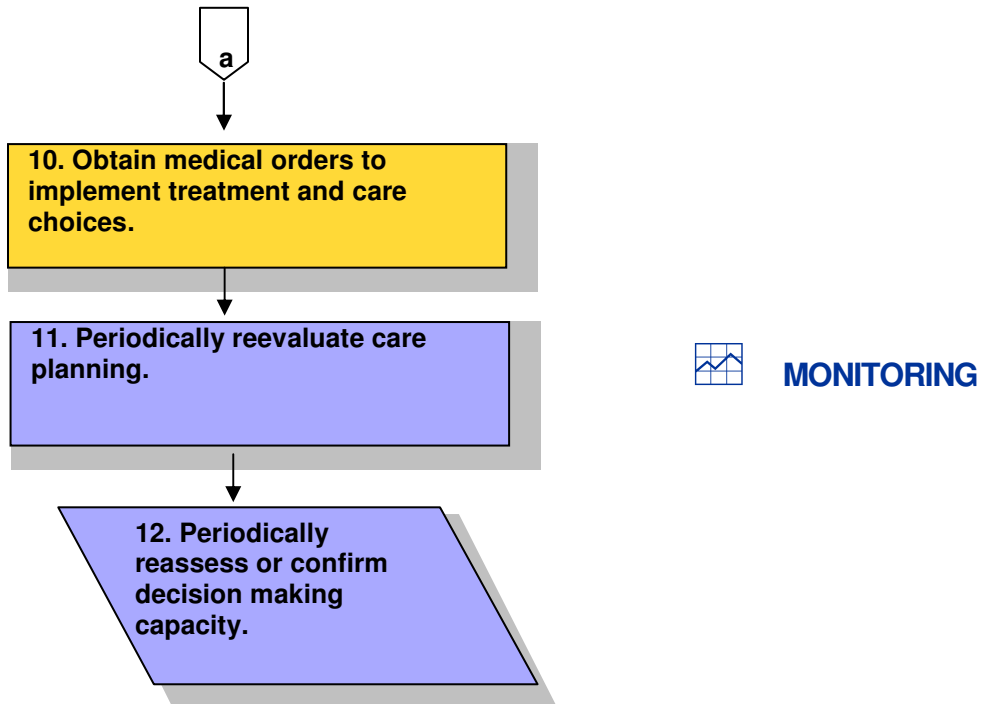 a
10. Obtain medical orders to
implement treatment and care
choices.
11. Periodically reevaluate care
planning.
MONITORING
12. Periodically
reassess or confirm
decision making
capacity.